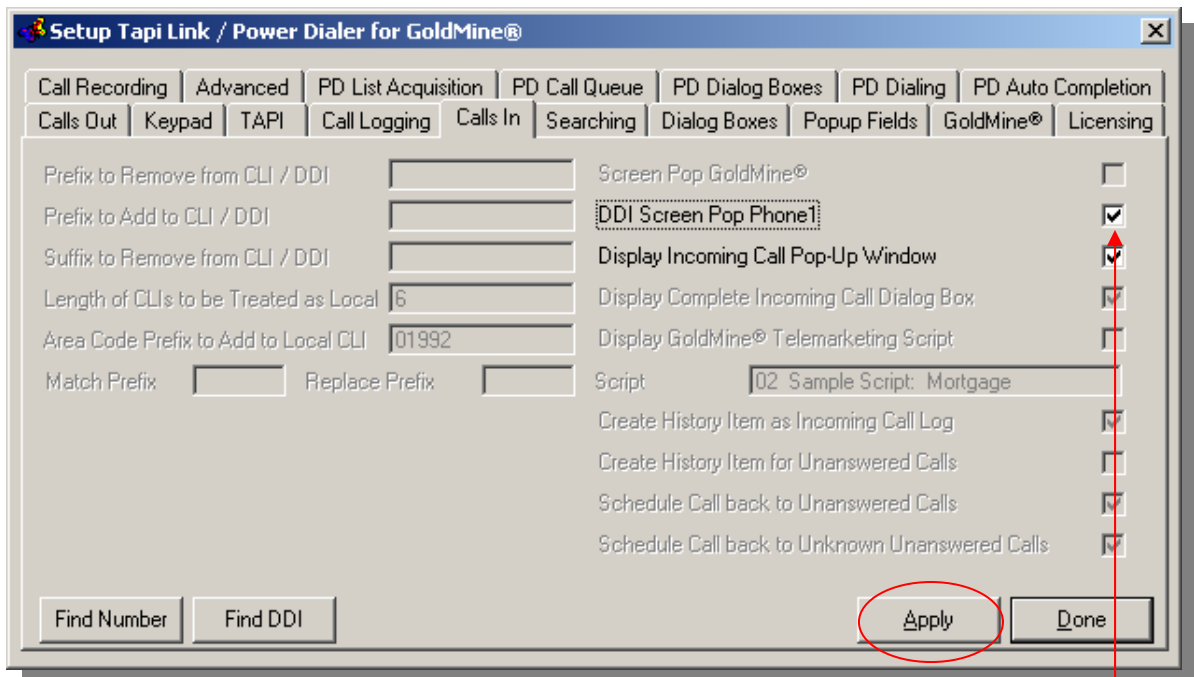 Setup Tapi Link / Power Dialer for GoldMine®
Call Recording Advanced PD List Acquisition PD Call Queue PD Dialog Boxes PD Dialing PD Auto Completion
Calls Out Keypad TAPI Call Logging Calls In Searching Dialog Boxes Popup Fields GoldMine® Licensing
Prefix to Remove from CLI / DDI
Prefix to Add to CLI / DDI
Suffix to Remove from CLI / DDI
Length of CLIs to be Treated as Local 6
Area Code Prefix to Add to Local CLI 01992
Match Prefix Replace Prefix
Screen Pop GoldMine®
DDI Screen Pop Phone1
Display Incoming Call Pop-Up Window
Display Complete Incoming Call Dialog Box
Display GoldMine® Telemarketing Script
Script 02 Sample Script: Mortgage
Create History Item as Incoming Call Log
Create History Item for Unanswered Calls
Schedule Call back to Unanswered Calls
Schedule Call back to Unknown Unanswered Calls
Find Number Find DDI Apply Done